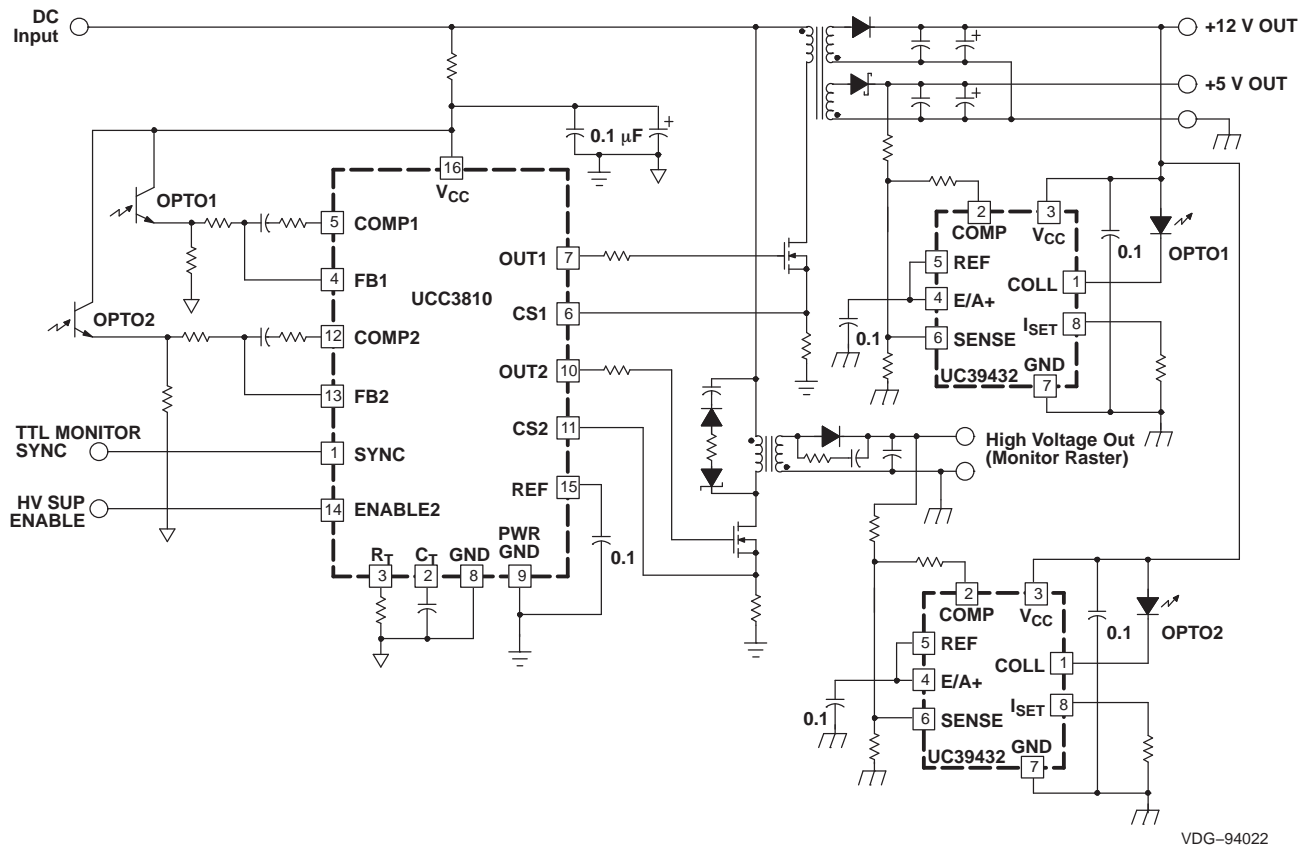 DC
Input
+12 V OUT
+5 V OUT
0.1 μF
16
VCC
OPTO1
5
COMP1
4
FB1
OPTO2
12
COMP2
13
FB2
TTL MONITOR
SYNC
1
SYNC
HV SUP
ENABLE
14
ENABLE2
UCC3810
OUT1
7
CS1
6
OUT2
10
CS2
11
REF
15
PWR
GND
RT
CT
GND
3
2
8
9
0.1
2
3
COMP
VCC
5
REF
4
E/A+
6
SENSE
COLL
1
ISET
8
GND
UC39432
7
0.1
0.1
OPTO1
High Voltage Out
(Monitor Raster)
2
3
COMP
VCC
5
REF
4
E/A+
6
SENSE
COLL
1
ISET
8
GND
UC39432
7
0.1
0.1
OPTO2
VDG–94022